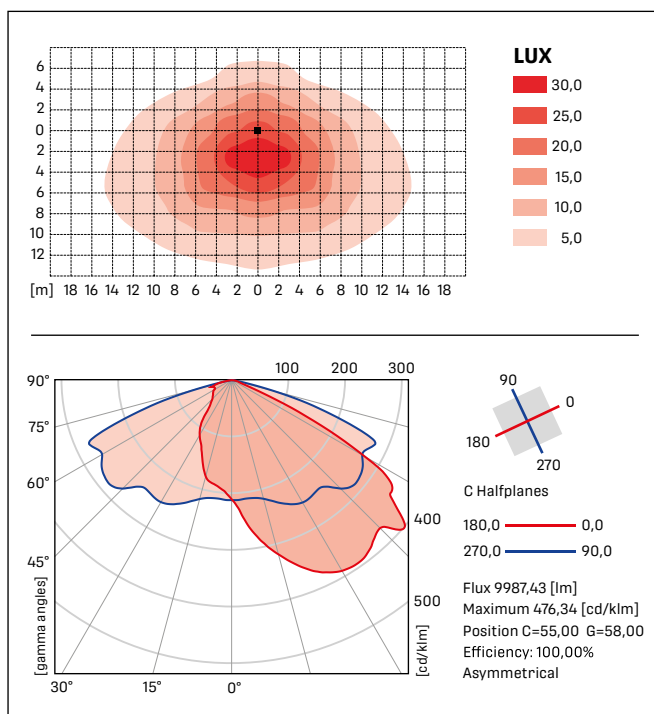 LUX
6
4
2
0
2
4
6
8
10
12
[m] 18 16 14 12 10 8 6 4 2 0 2 4 6 8 10 12 14 16 18
30,0
25,0
20,0
15,0
10,0
5,0
90° 100 200 300
75°
60°
45°
30° 15° 0°
400
500
[gamma angles]
[cd/klm]
90
0
180
270
C Halfplanes
180,0 0,0
270,0 90,0
Flux 9987,43 [lm]
Maximum 476,34 [cd/klm]
Position C=55,00 G=58,00
Efficiency: 100,00%
Asymmetrical